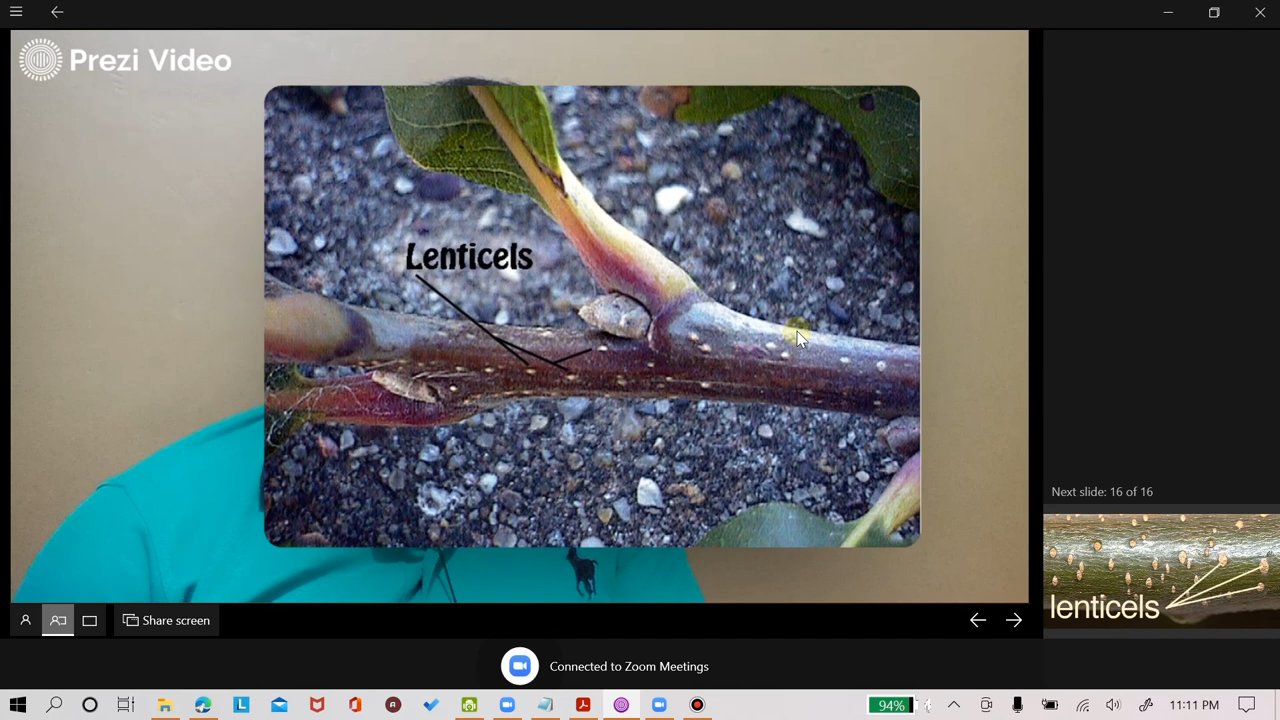 Prezi Video
Lenticels
Next slide: 16 of 16
lenticels
Share screen
Connected to Zoom Meetings
94%
11:11 PM